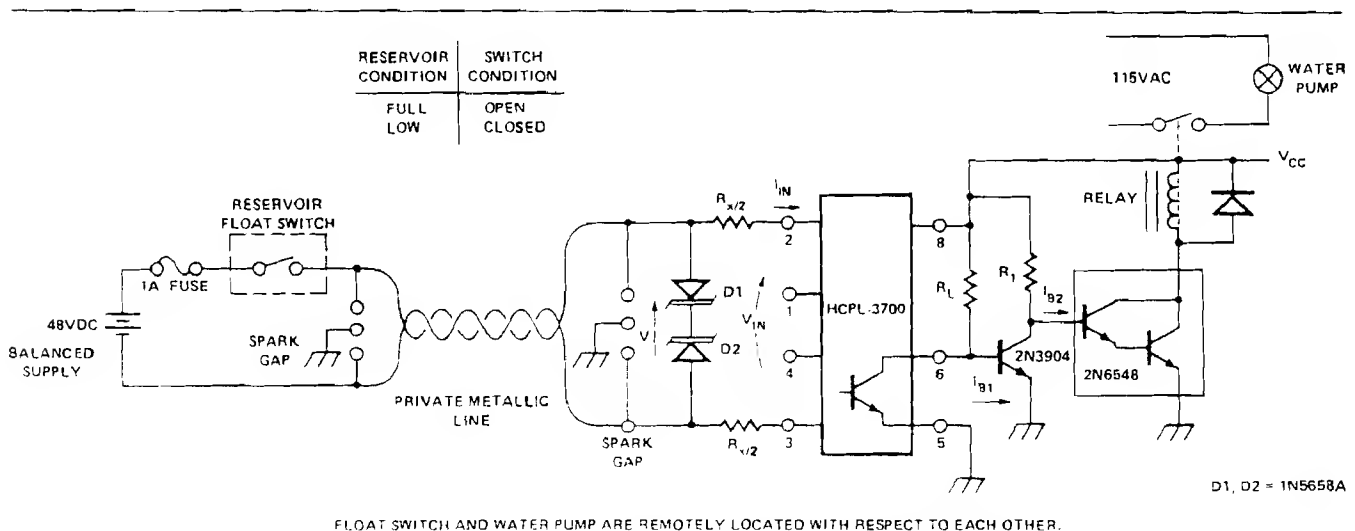 RESERVOIR CONDITION
SWITCH CONDITION
FULL
OPEN
LOW
CLOSED
115VAC
WATER PUMP
VCC
RELAY
RESERVOIR FLOAT SWITCH
1A FUSE
48VDC
BALANCED SUPPLY
SPARK GAP
PRIVATE METALLIC LINE
SPARK GAP
V
D1
D2
RX/2
RX/2
IIN
VIN
2
1
4
3
HCPL-3700
8
6
5
RL
R1
IB1
IB2
2N3904
2N6548
D1, D2 = 1N5658A
FLOAT SWITCH AND WATER PUMP ARE REMOTELY LOCATED WITH RESPECT TO EACH OTHER.